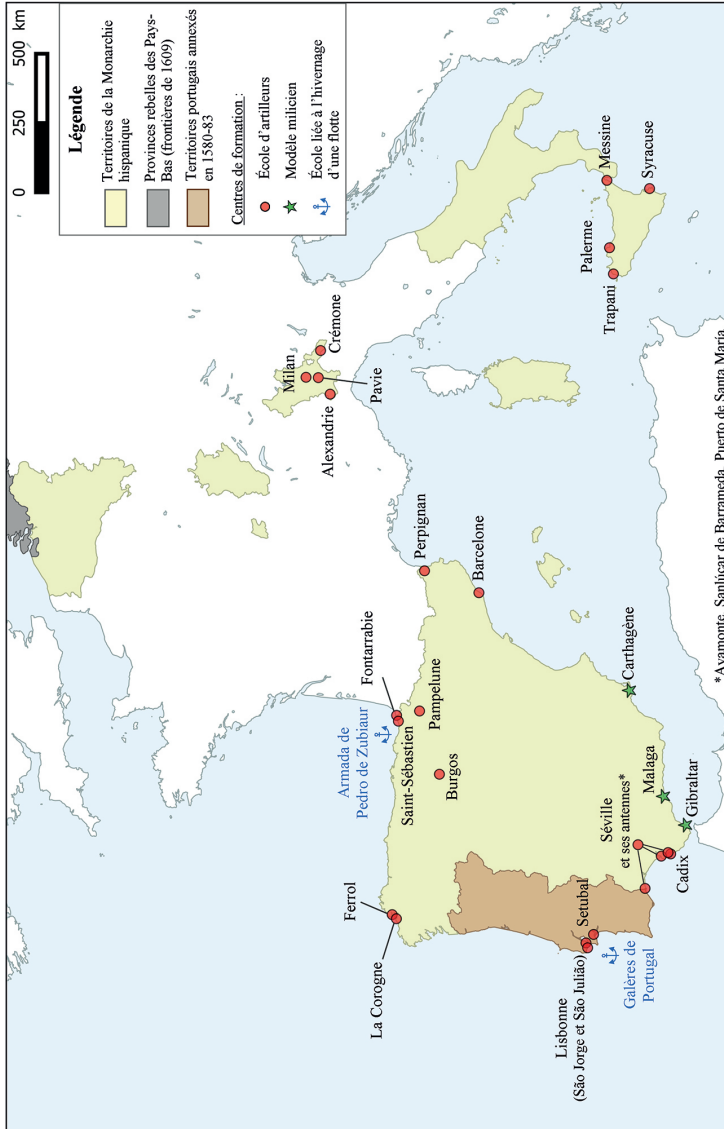 0 250 500 km
Légende
Territoires de la Monarchie
hispanique
Provinces rebelles des Pays-
Bas (frontières de 1609)
Territoires portugais annexés
en 1580-83
Centres de formation :
École d'artilleurs
Modèle milicien
École liée à l'hivernage
d'une flotte
Milan
Crémone
Pavie
Alexandrie
Messine
Syracuse
Palerme
Trapani
Perpignan
Barcelone
Fontarrabie
Armada de
Pedro de Zubiaur
Saint-Sébastien
Pampelune
Burgos
Ferrol
La Corogne
Carthagène
Malaga
Gibraltar
Séville
et ses antennes*
Cadix
Setubal
Lisbonne
(São Jorge et São Julião)
Galères de
Portugal
*Ayamonte, Sanlúcar de Barrameda, Puerto de Santa María